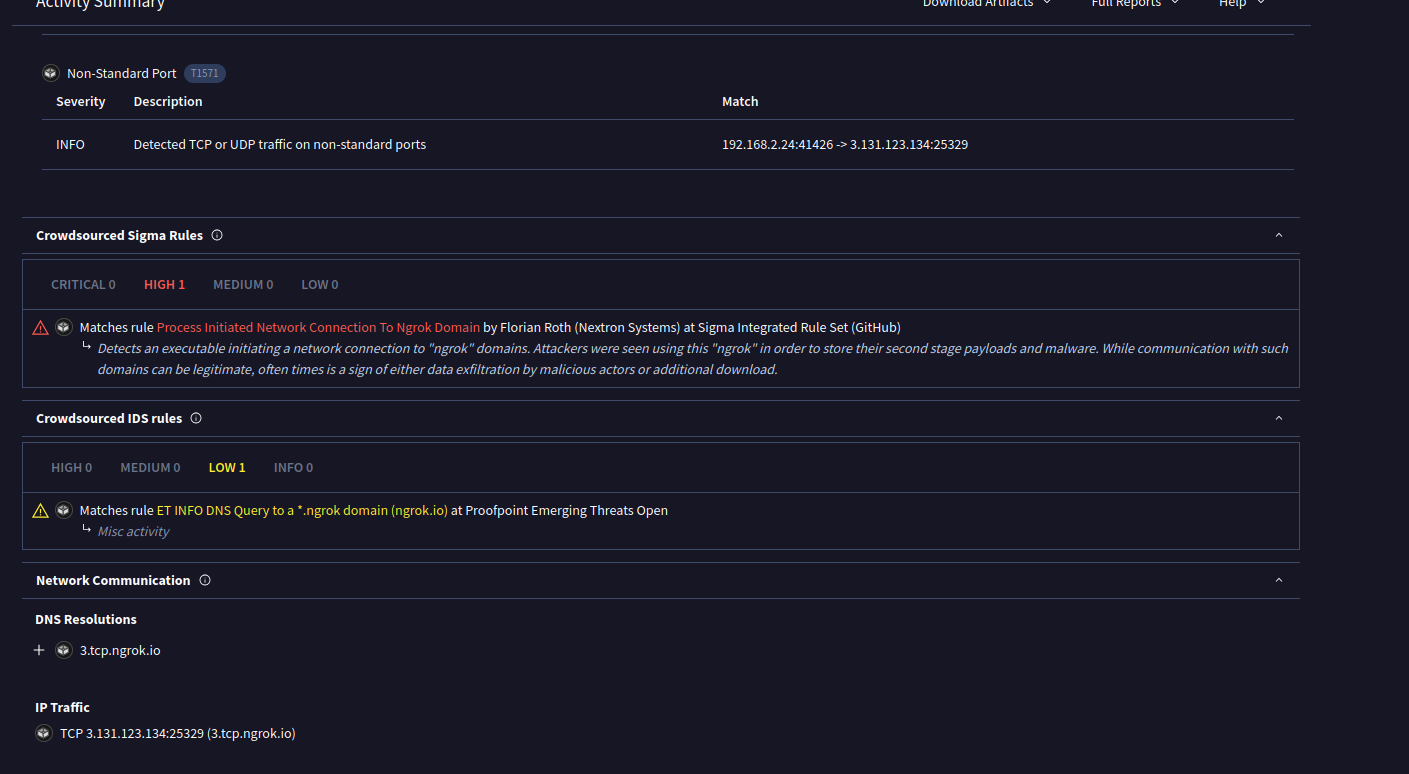 Activity Summary Download Artifacts Full Reports Help
Non-Standard Port T1571
Severity Description Match
INFO Detected TCP or UDP traffic on non-standard ports 192.168.2.24:41426 -> 3.131.123.134:25329
Crowdsourced Sigma Rules
CRITICAL 0 HIGH 1 MEDIUM 0 LOW 0
Matches rule Process Initiated Network Connection To Ngrok Domain by Florian Roth (Nextron Systems) at Sigma Integrated Rule Set (GitHub)
Detects an executable initiating a network connection to "ngrok" domains. Attackers were seen using this "ngrok" in order to store their second stage payloads and malware. While communication with such
domains can be legitimate, often times is a sign of either data exfiltration by malicious actors or additional download.
Crowdsourced IDS rules
HIGH 0 MEDIUM 0 LOW 1 INFO 0
Matches rule ET INFO DNS Query to a *.ngrok domain (ngrok.io) at Proofpoint Emerging Threats Open
Misc activity
Network Communication
DNS Resolutions
3.tcp.ngrok.io
IP Traffic
TCP 3.131.123.134:25329 (3.tcp.ngrok.io)